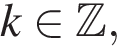 k ∈ ℤ,